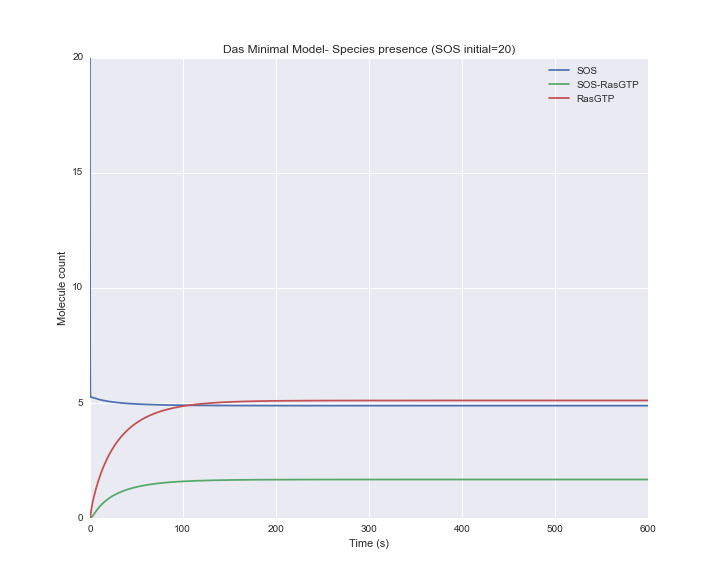 Das Minimal Model- Species presence (SOS initial=20)
SOS
SOS-RasGTP
RasGTP
Molecule count
20
15
10
5
0
0 100 200 300 400 500 600
Time (s)